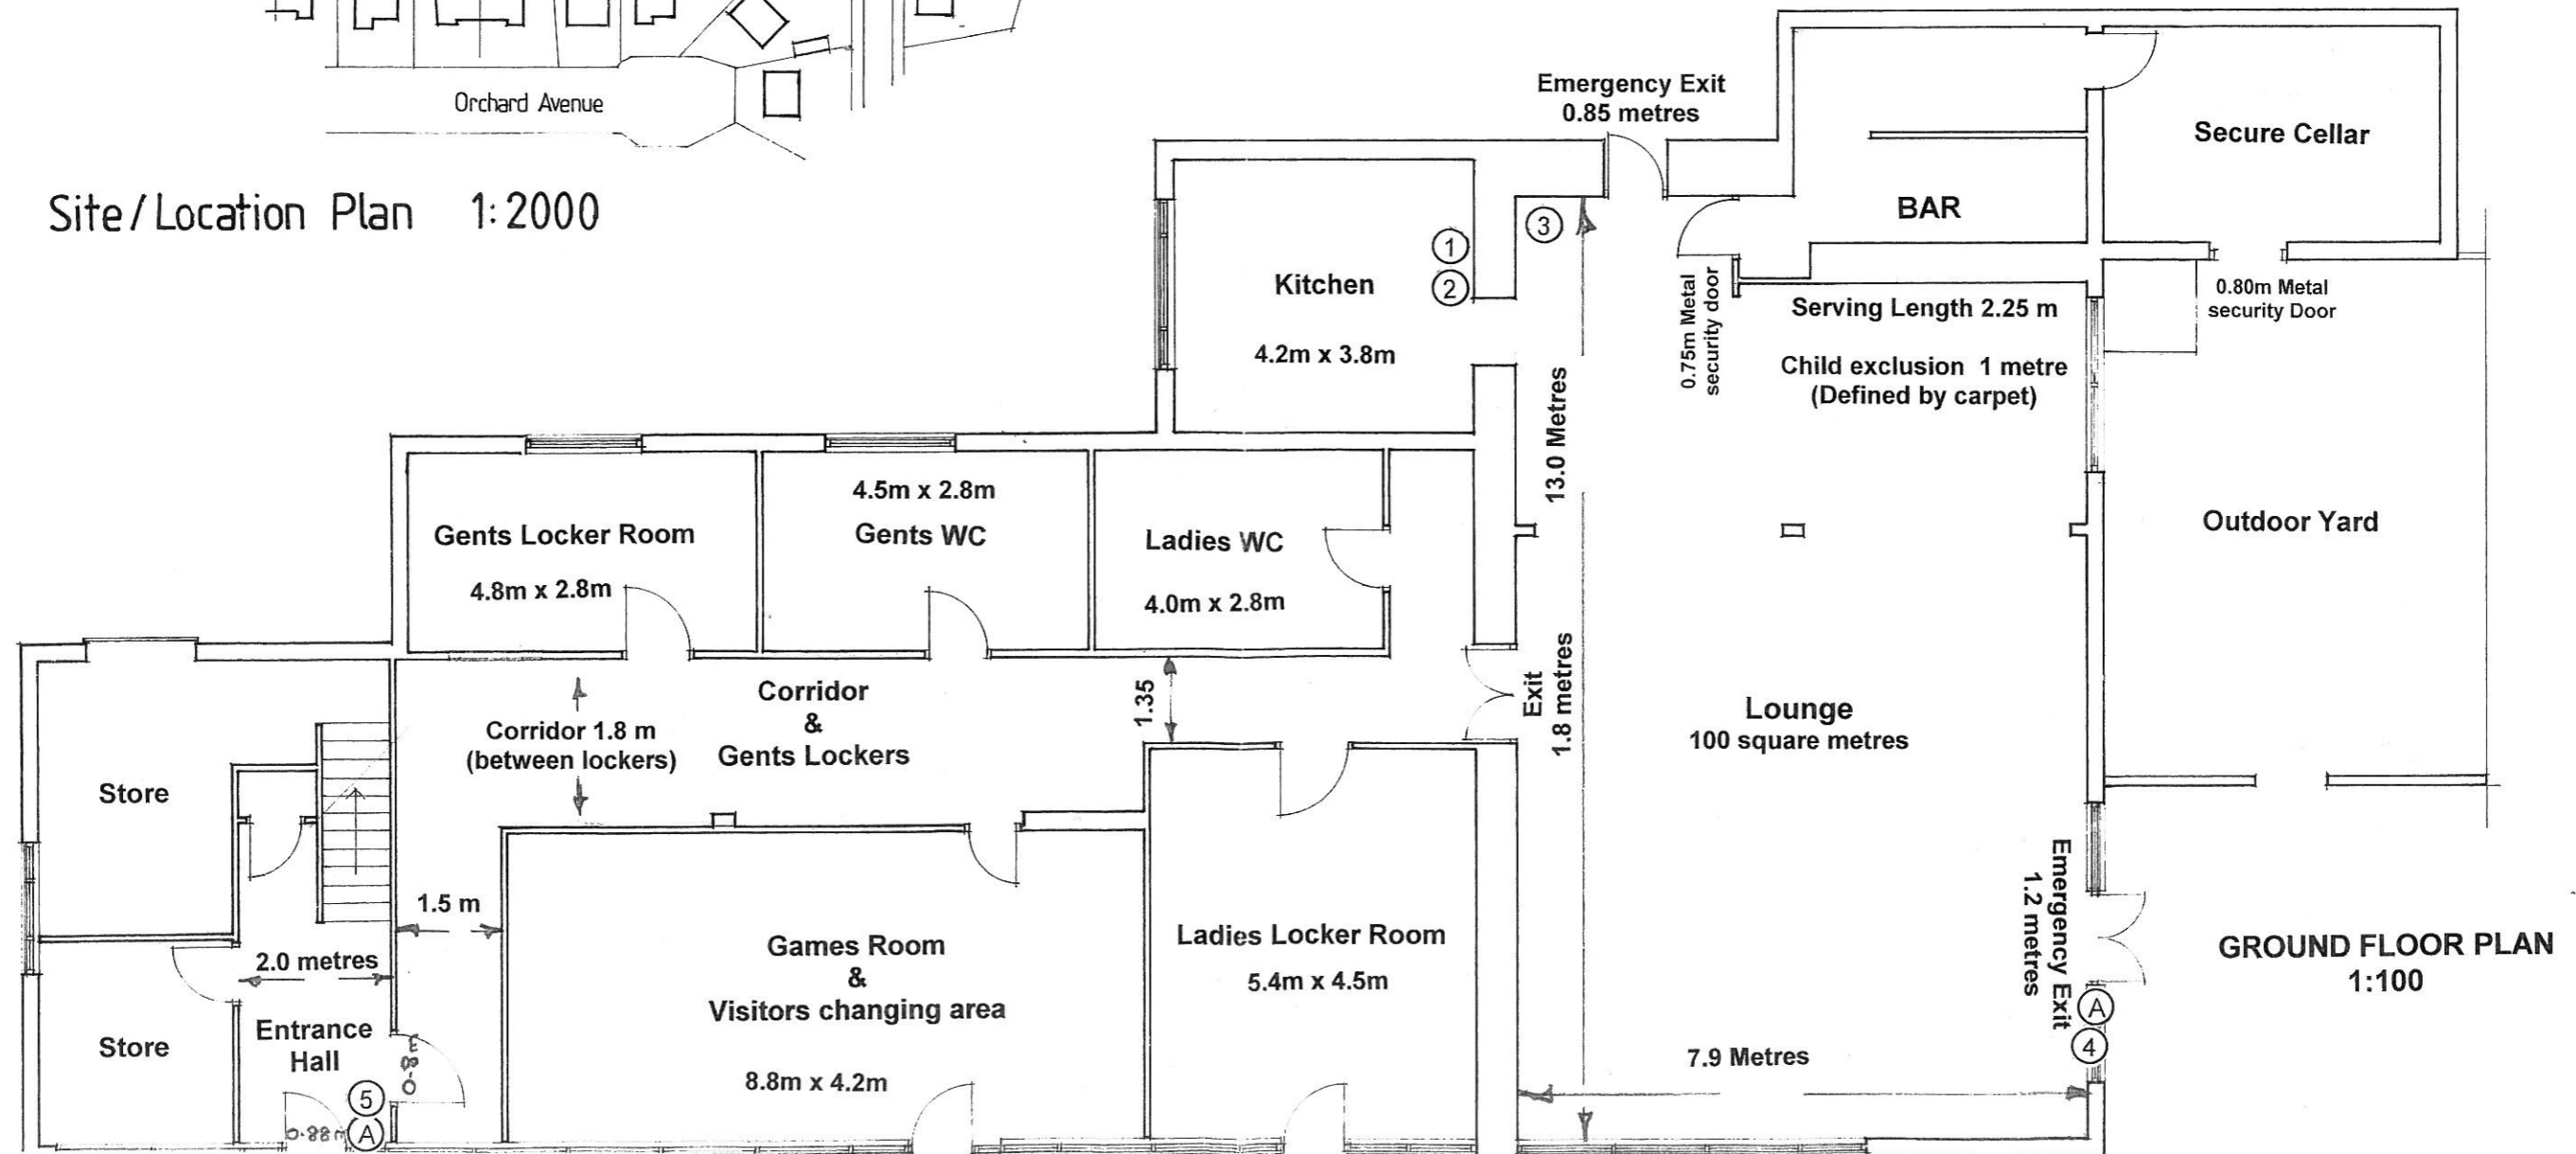 Orchard Avenue
Site/Location Plan 1:2000
Emergency Exit
0.85 metres
Secure Cellar
BAR
3
1
2
Kitchen
4.2m x 3.8m
0.75m Metal
security door
0.80m Metal
security Door
Serving Length 2.25 m
Child exclusion 1 metre
(Defined by carpet)
13.0 Metres
Gents Locker Room
4.8m x 2.8m
4.5m x 2.8m
Gents WC
Ladies WC
4.0m x 2.8m
Outdoor Yard
Corridor
&
Gents Lockers
Corridor 1.8 m
(between lockers)
1.35
Exit
1.8 metres
Lounge
100 square metres
Store
1.5 m
2.0 metres
Games Room
&
Visitors changing area
8.8m x 4.2m
Ladies Locker Room
5.4m x 4.5m
Emergency Exit
1.2 metres
GROUND FLOOR PLAN
1:100
A
4
Store
Entrance
Hall
0-83
5
A
0.88m
7.9 Metres